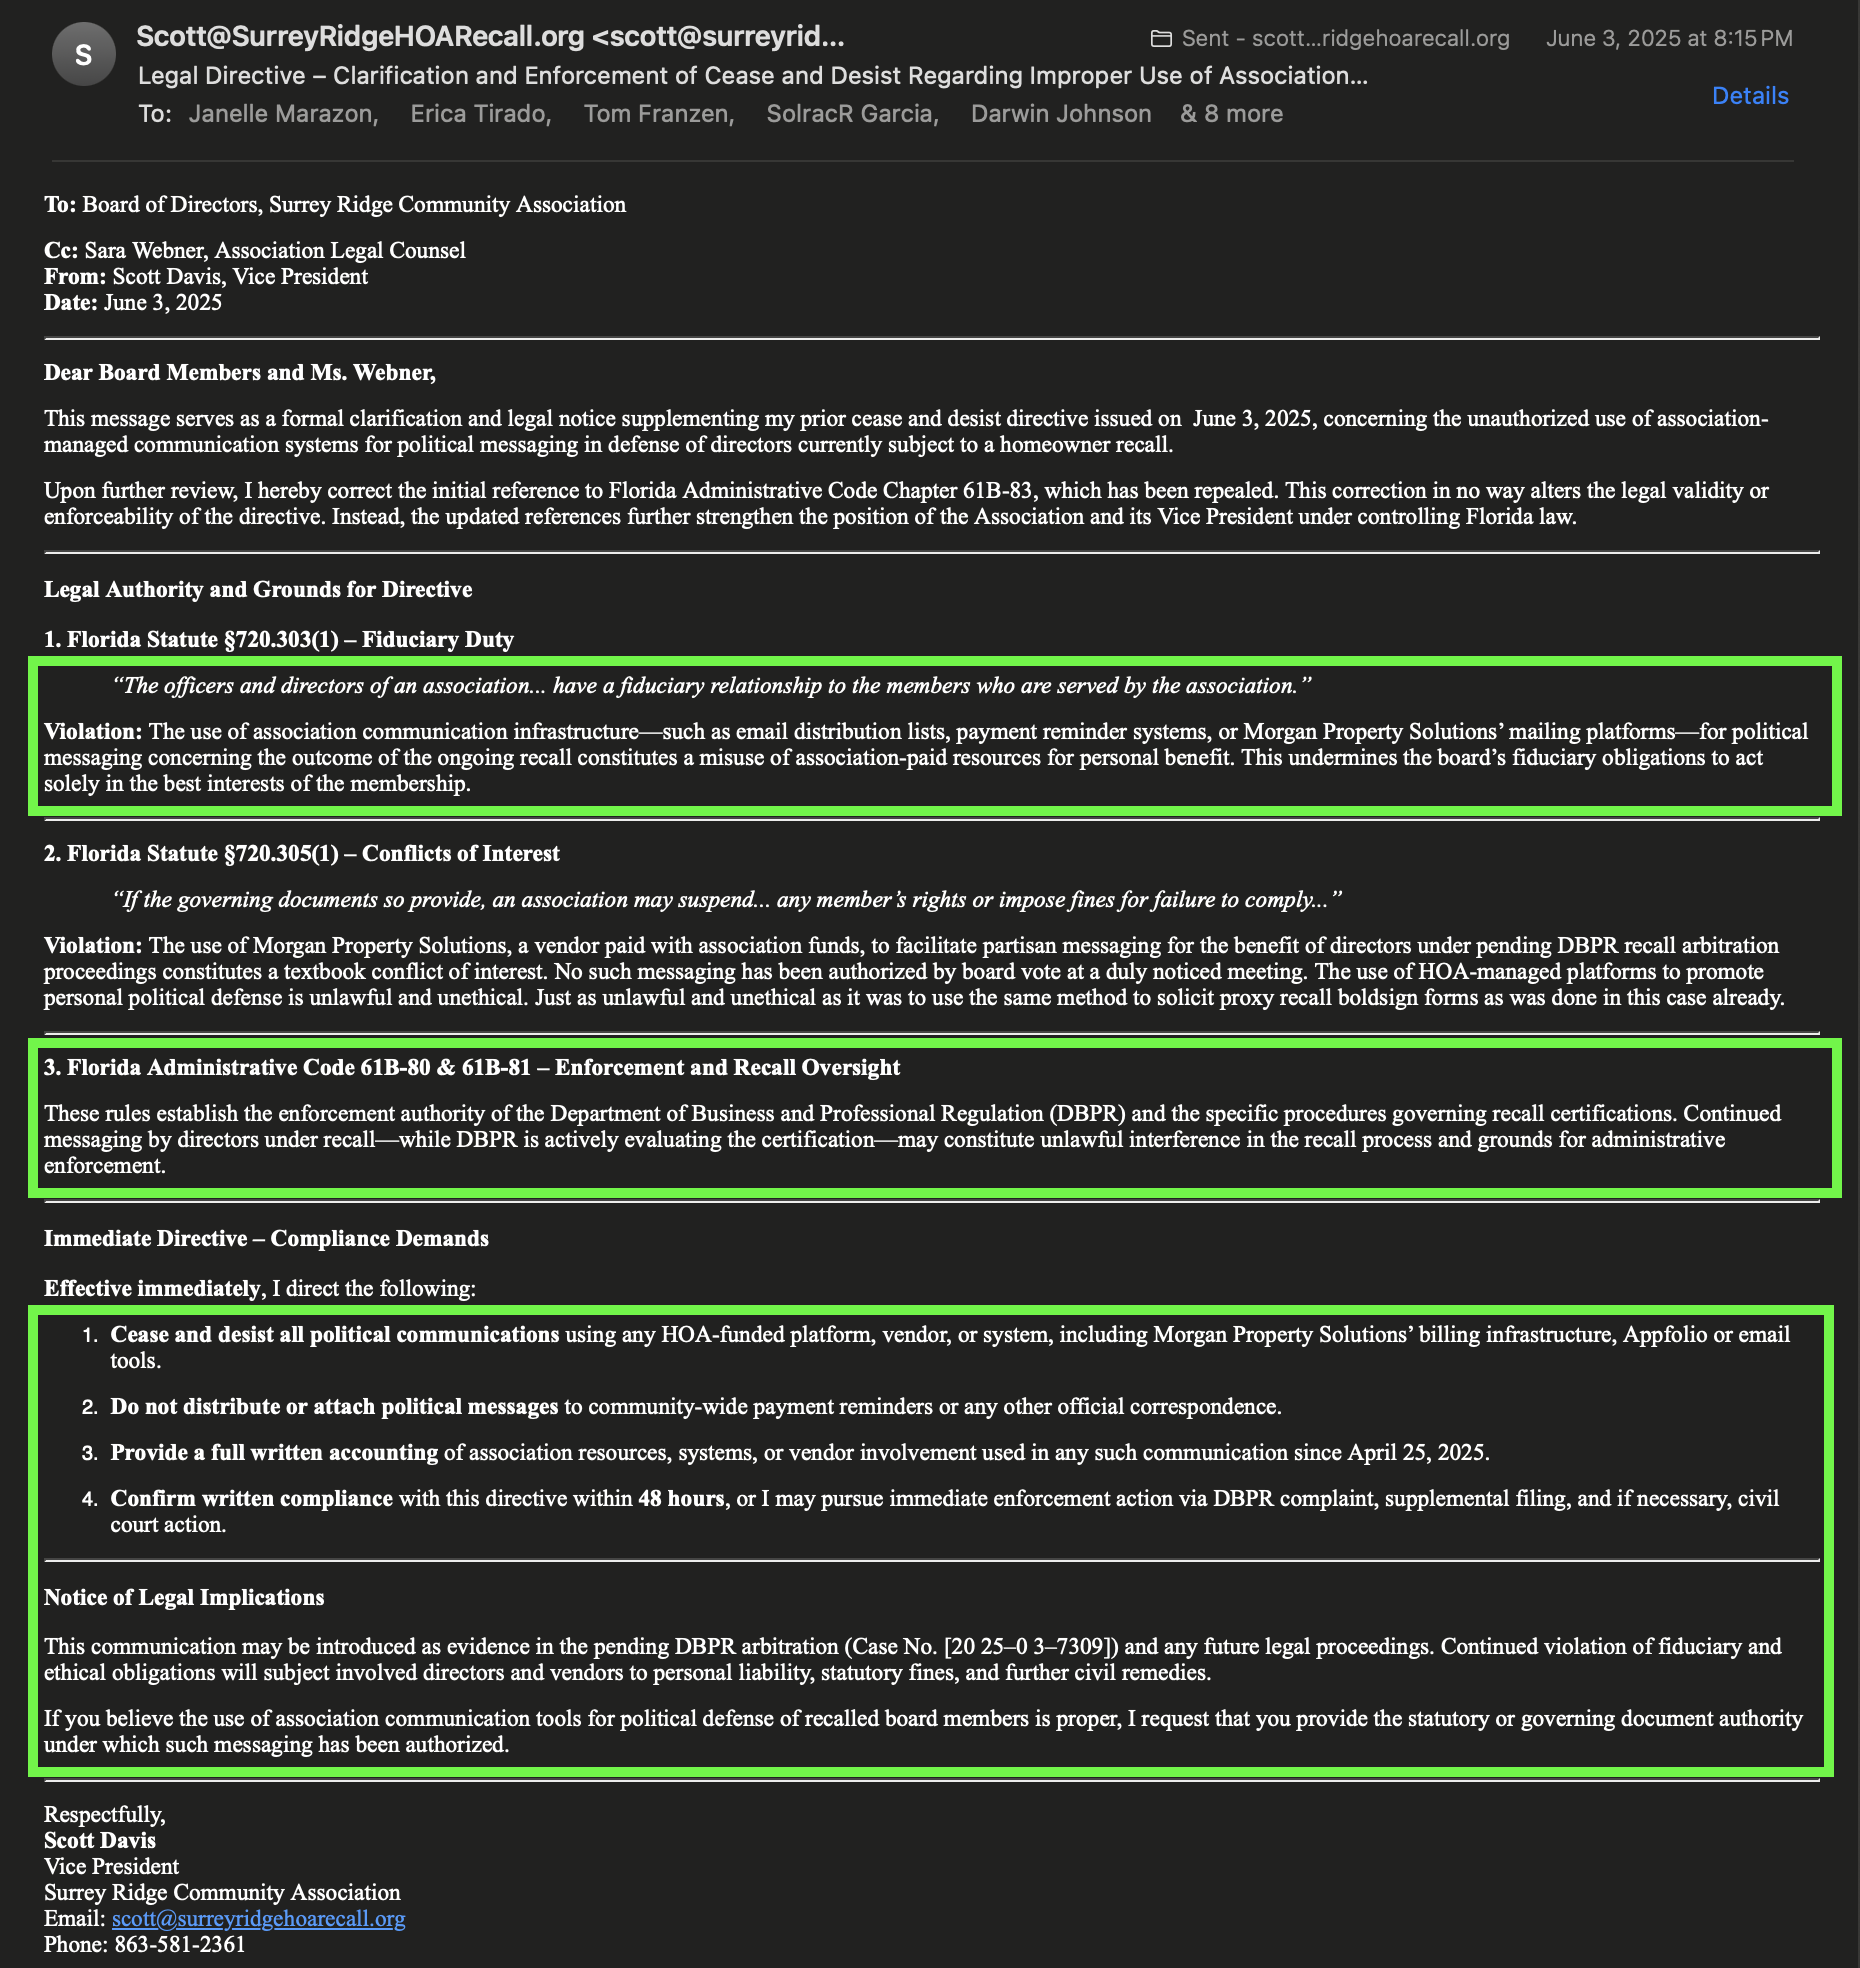 S
Scott@SurreyRidgeHOARecall.org <scott@surreyrid...
Sent - scott...ridgehoarecall.org June 3, 2025 at 8:15 PM
Legal Directive – Clarification and Enforcement of Cease and Desist Regarding Improper Use of Association...
Details
To: Janelle Marazon, Erica Tirado, Tom Franzen, SolracR Garcia, Darwin Johnson & 8 more
To: Board of Directors, Surrey Ridge Community Association
Cc: Sara Webner, Association Legal Counsel
From: Scott Davis, Vice President
Date: June 3, 2025
Dear Board Members and Ms. Webner,
This message serves as a formal clarification and legal notice supplementing my prior cease and desist directive issued on  June 3, 2025, concerning the unauthorized use of association-
managed communication systems for political messaging in defense of directors currently subject to a homeowner recall.
Upon further review, I hereby correct the initial reference to Florida Administrative Code Chapter 61B-83, which has been repealed. This correction in no way alters the legal validity or
enforceability of the directive. Instead, the updated references further strengthen the position of the Association and its Vice President under controlling Florida law.
Legal Authority and Grounds for Directive
1. Florida Statute §720.303(1) – Fiduciary Duty
“The officers and directors of an association... have a fiduciary relationship to the members who are served by the association.”
Violation: The use of association communication infrastructure—such as email distribution lists, payment reminder systems, or Morgan Property Solutions’ mailing platforms—for political
messaging concerning the outcome of the ongoing recall constitutes a misuse of association-paid resources for personal benefit. This undermines the board’s fiduciary obligations to act
solely in the best interests of the membership.
2. Florida Statute §720.305(1) – Conflicts of Interest
“If the governing documents so provide, an association may suspend... any member’s rights or impose fines for failure to comply...”
Violation: The use of Morgan Property Solutions, a vendor paid with association funds, to facilitate partisan messaging for the benefit of directors under pending DBPR recall arbitration
proceedings constitutes a textbook conflict of interest. No such messaging has been authorized by board vote at a duly noticed meeting. The use of HOA-managed platforms to promote
personal political defense is unlawful and unethical. Just as unlawful and unethical as it was to use the same method to solicit proxy recall boldsign forms as was done in this case already.
3. Florida Administrative Code 61B-80 & 61B-81 – Enforcement and Recall Oversight
These rules establish the enforcement authority of the Department of Business and Professional Regulation (DBPR) and the specific procedures governing recall certifications. Continued
messaging by directors under recall—while DBPR is actively evaluating the certification—may constitute unlawful interference in the recall process and grounds for administrative
enforcement.
Immediate Directive – Compliance Demands
Effective immediately, I direct the following:
1. Cease and desist all political communications using any HOA-funded platform, vendor, or system, including Morgan Property Solutions’ billing infrastructure, Appfolio or email
tools.
2. Do not distribute or attach political messages to community-wide payment reminders or any other official correspondence.
3. Provide a full written accounting of association resources, systems, or vendor involvement used in any such communication since April 25, 2025.
4. Confirm written compliance with this directive within 48 hours, or I may pursue immediate enforcement action via DBPR complaint, supplemental filing, and if necessary, civil
court action.
Notice of Legal Implications
This communication may be introduced as evidence in the pending DBPR arbitration (Case No. [20 25–0 3–7309]) and any future legal proceedings. Continued violation of fiduciary and
ethical obligations will subject involved directors and vendors to personal liability, statutory fines, and further civil remedies.
If you believe the use of association communication tools for political defense of recalled board members is proper, I request that you provide the statutory or governing document authority
under which such messaging has been authorized.
Respectfully,
Scott Davis
Vice President
Surrey Ridge Community Association
Email: scott@surreyridgehoarecall.org
Phone: 863-581-2361